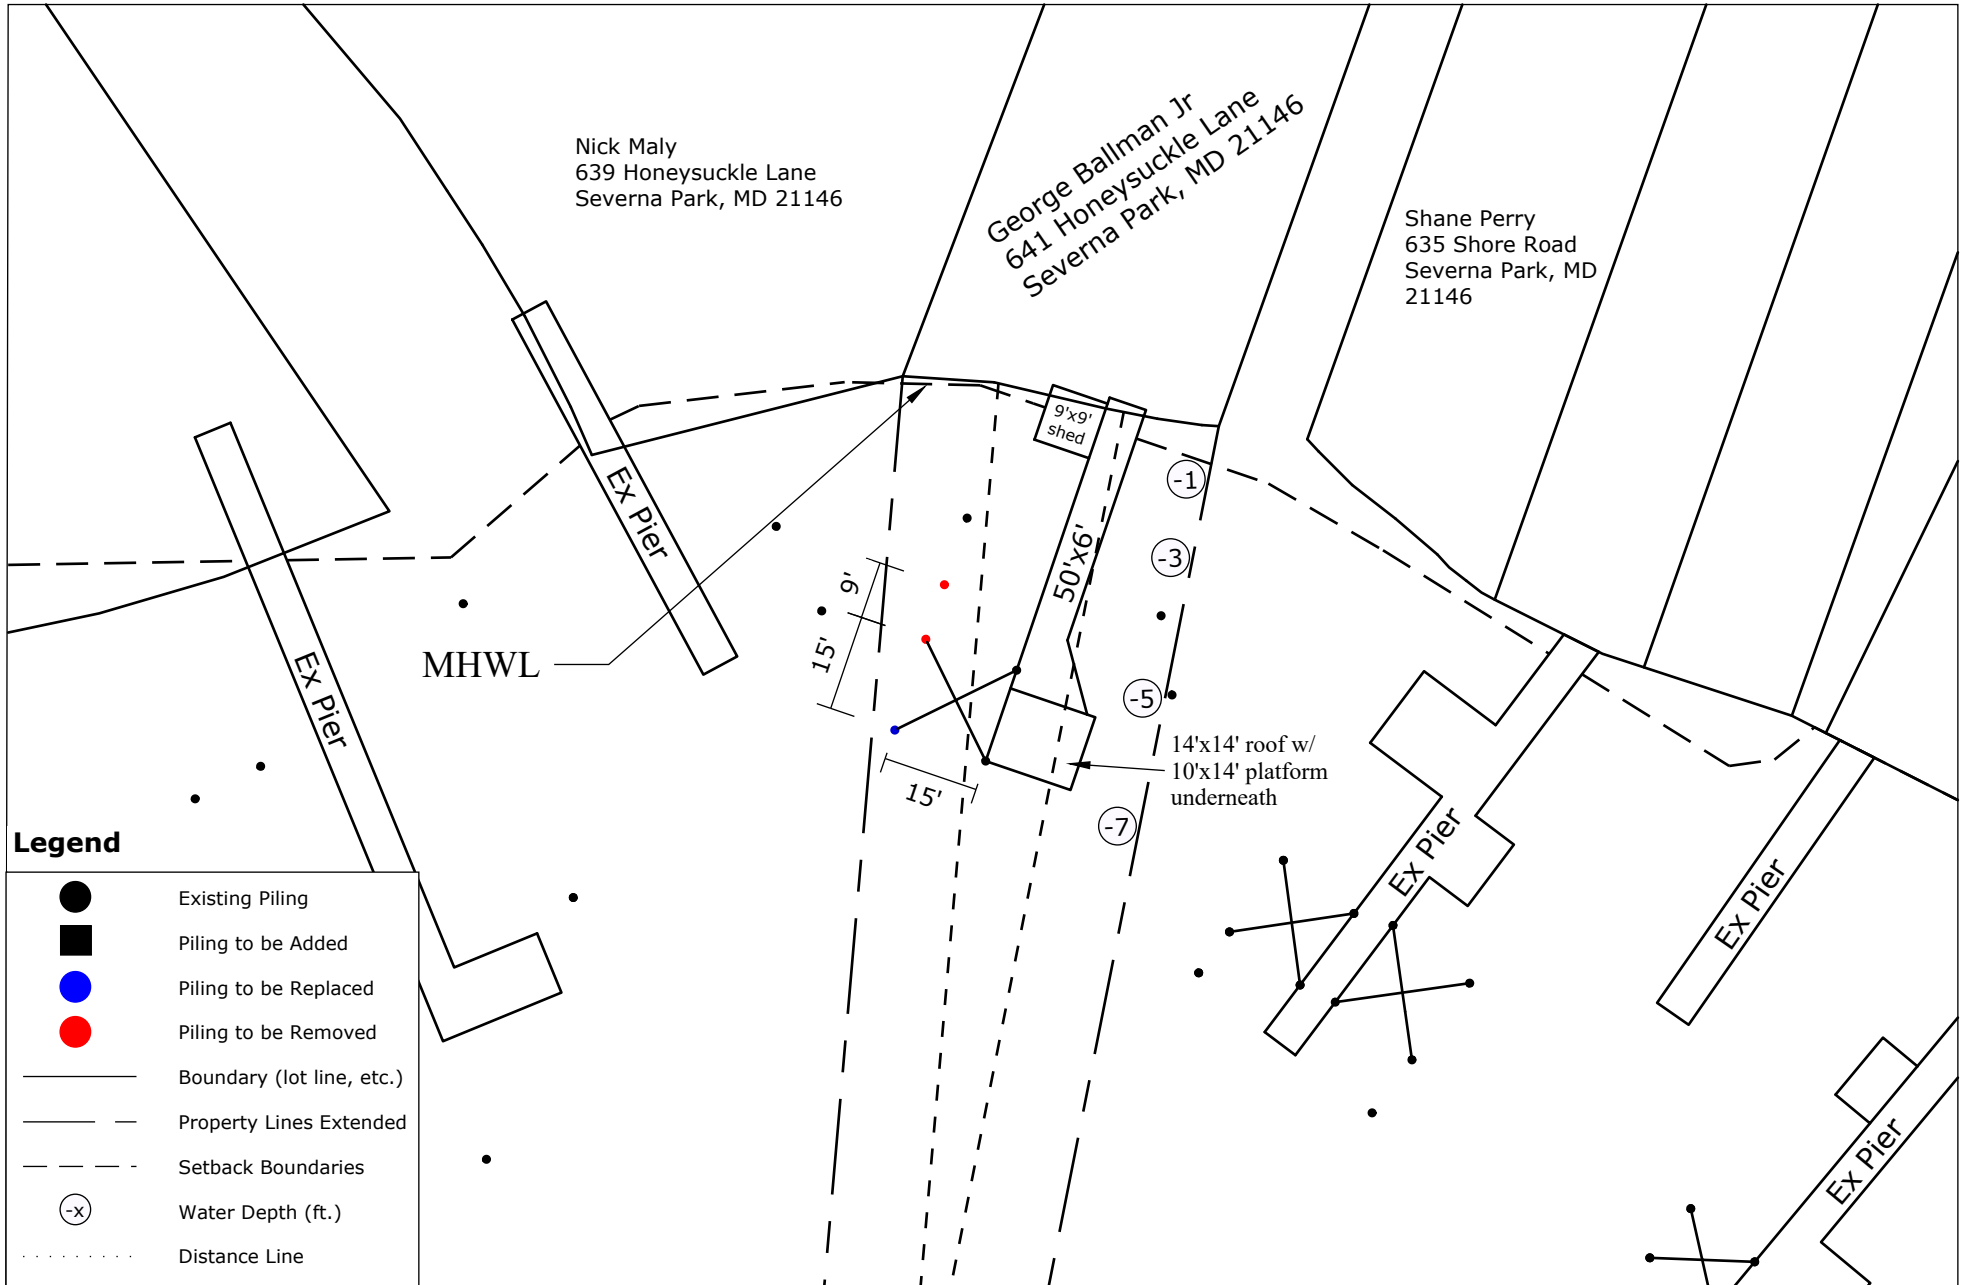 Nick Maly
639 Honeysuckle Lane
Severna Park, MD 21146
George Ballman Jr
641 Honeysuckle Lane
Severna Park, MD 21146
Shane Perry
635 Shore Road
Severna Park, MD
21146
9'x9'
shed
-1
Ex Pier
50'x6'
-3
9'
15'
MHWL
Ex Pier
-5
14'x14' roof w/
10'x14' platform
underneath
15'
-7
Ex Pier
Ex Pier
Ex Pier
Legend
Existing Piling
Piling to be Added
Piling to be Replaced
Piling to be Removed
Boundary (lot line, etc.)
Property Lines Extended
Setback Boundaries
-x Water Depth (ft.)
Distance Line